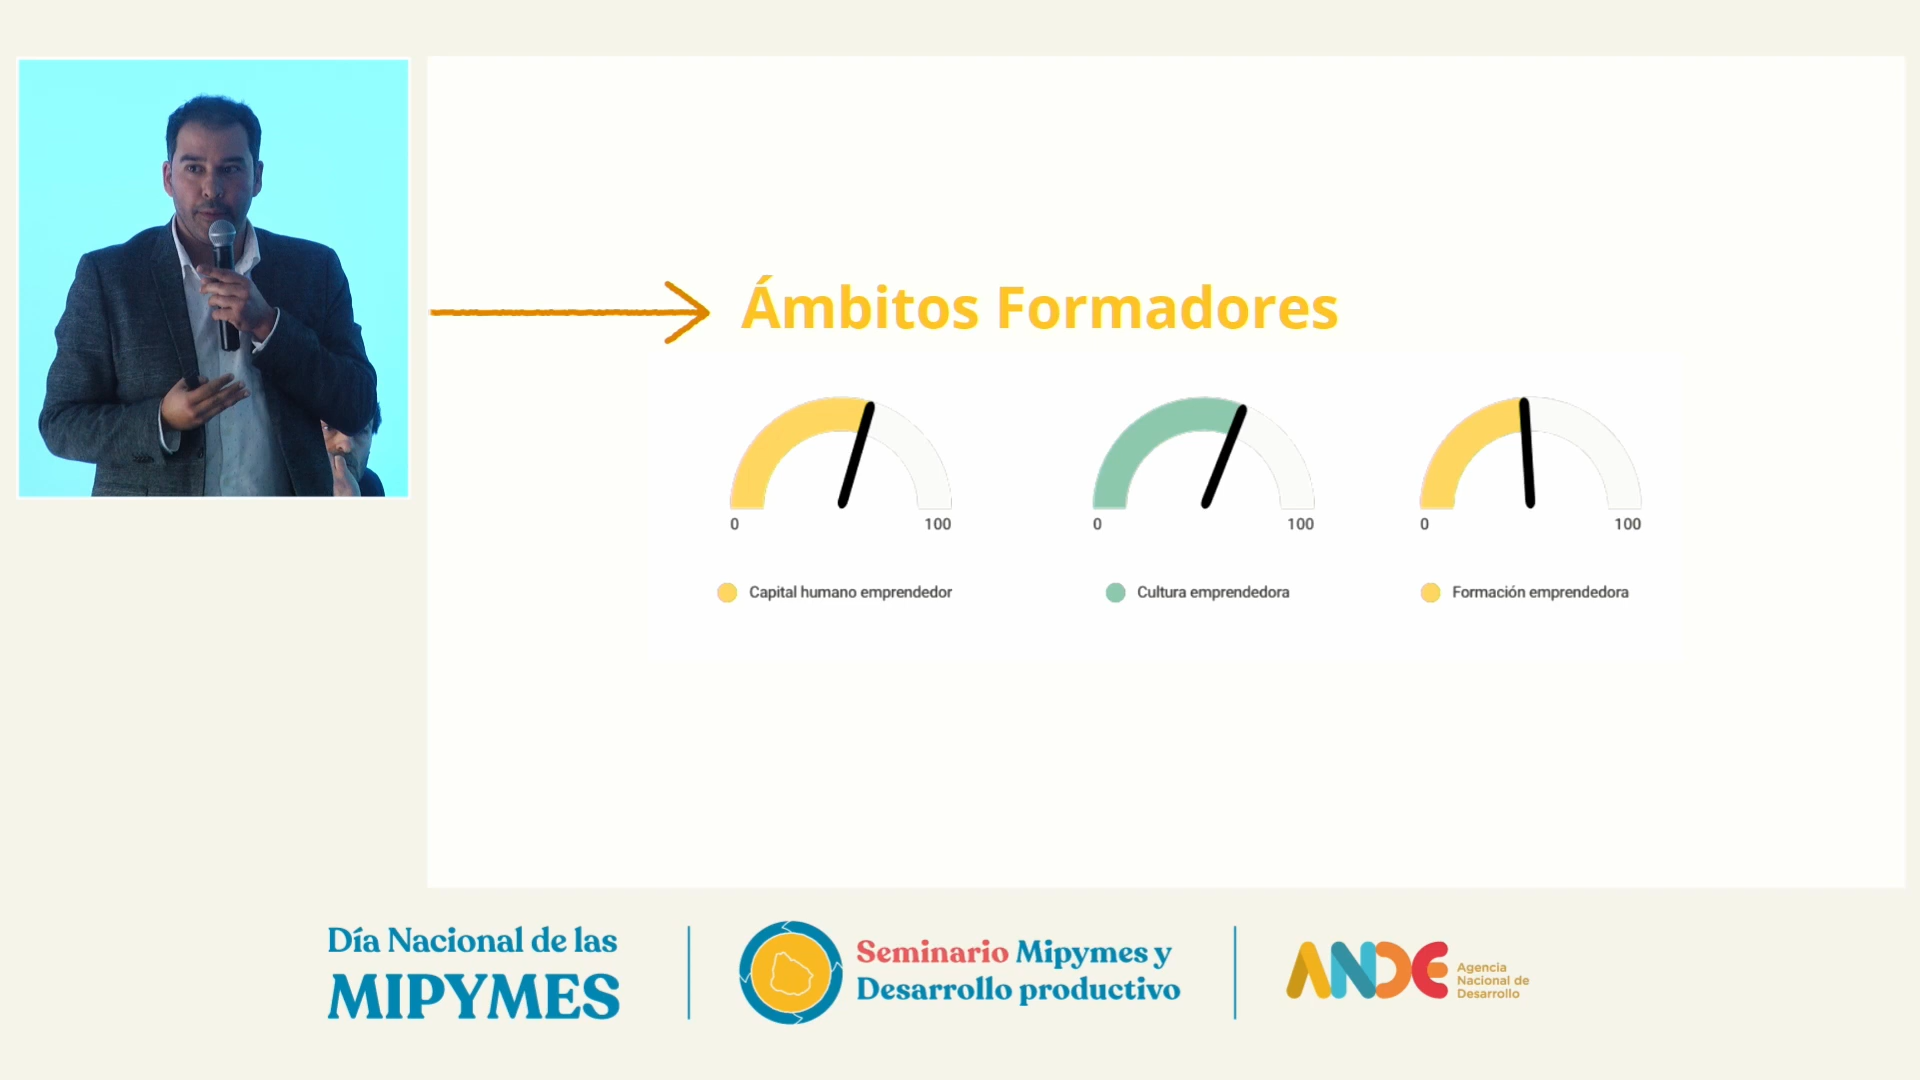 Ámbitos Formadores
0 100
0 100
0 100
Capital humano emprendedor
Cultura emprendedora
Formación emprendedora
Día Nacional de las
MIPYMES
Seminario Mipymes y
Desarrollo productivo
ANDE
Agencia
Nacional de
Desarrollo